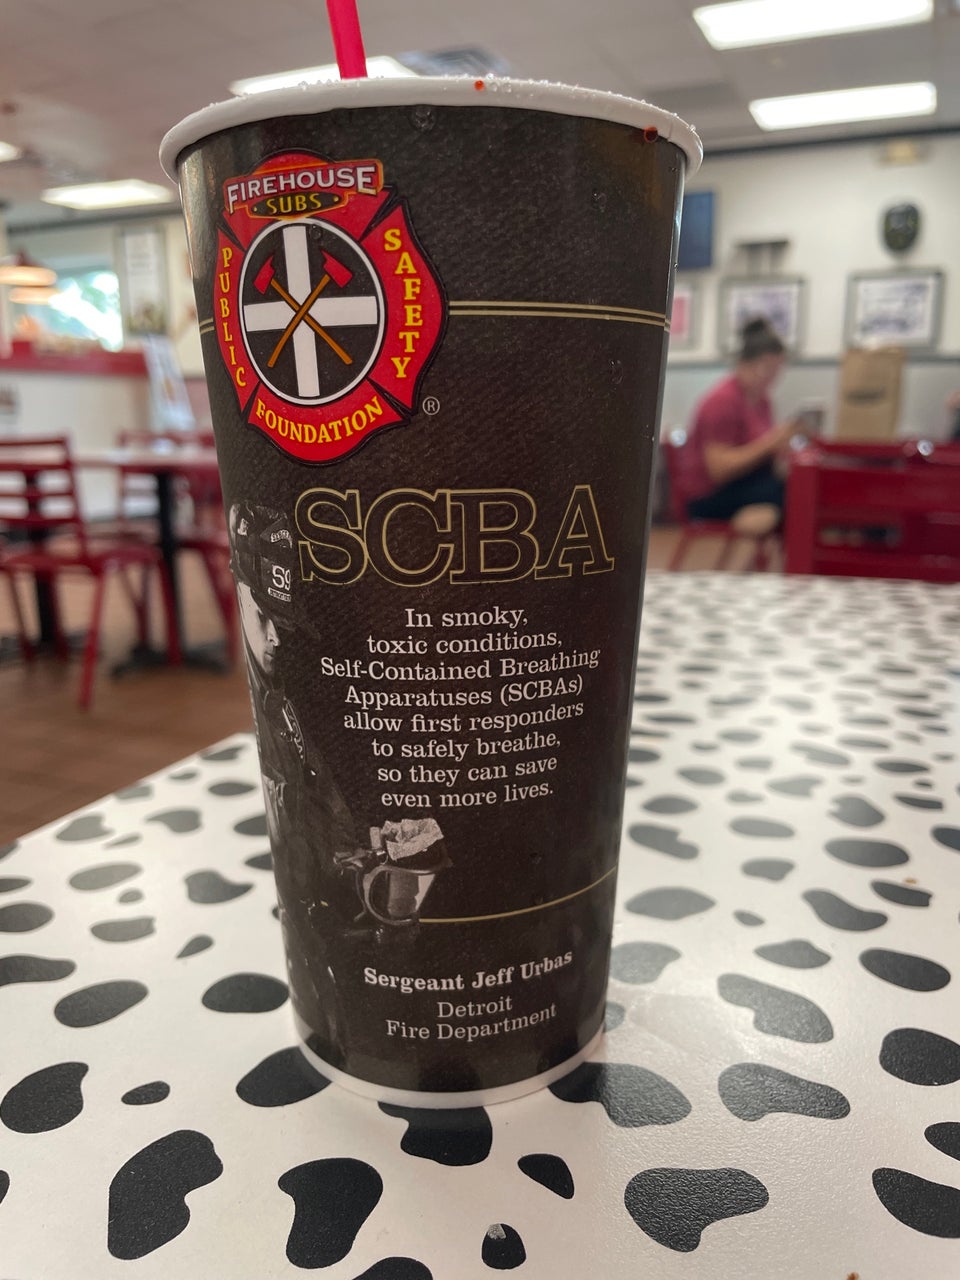 FIREHOUSE
SUBS
PUBLIC
SAFETY
FOUNDATION
®
SCBA
59
In smoky,
toxic conditions,
Self-Contained Breathing
Apparatuses (SCBAs)
allow first responders
to safely breathe,
so they can save
even more lives.
Sergeant Jeff Urbas
Detroit
Fire Department